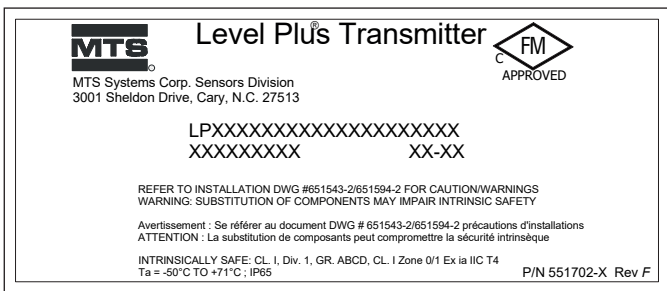 MTS
Level Plus® Transmitter
C FM
APPROVED
MTS Systems Corp. Sensors Division
3001 Sheldon Drive, Cary, N.C. 27513
LPXXXXXXXXXXXXXXXXXXXX
XXXXXXXXX XX-XX
REFER TO INSTALLATION DWG #651543-2/651594-2 FOR CAUTION/WARNINGS
WARNING: SUBSTITUTION OF COMPONENTS MAY IMPAIR INTRINSIC SAFETY
Avertissement : Se référer au document DWG # 651543-2/651594-2 précautions d'installations
ATTENTION : La substitution de composants peut compromettre la sécurité intrinsèque
INTRINSICALLY SAFE: CL. I, Div. 1, GR. ABCD, CL. I Zone 0/1 Ex ia IIC T4
Ta = -50°C TO +71°C ; IP65
P/N 551702-X Rev F